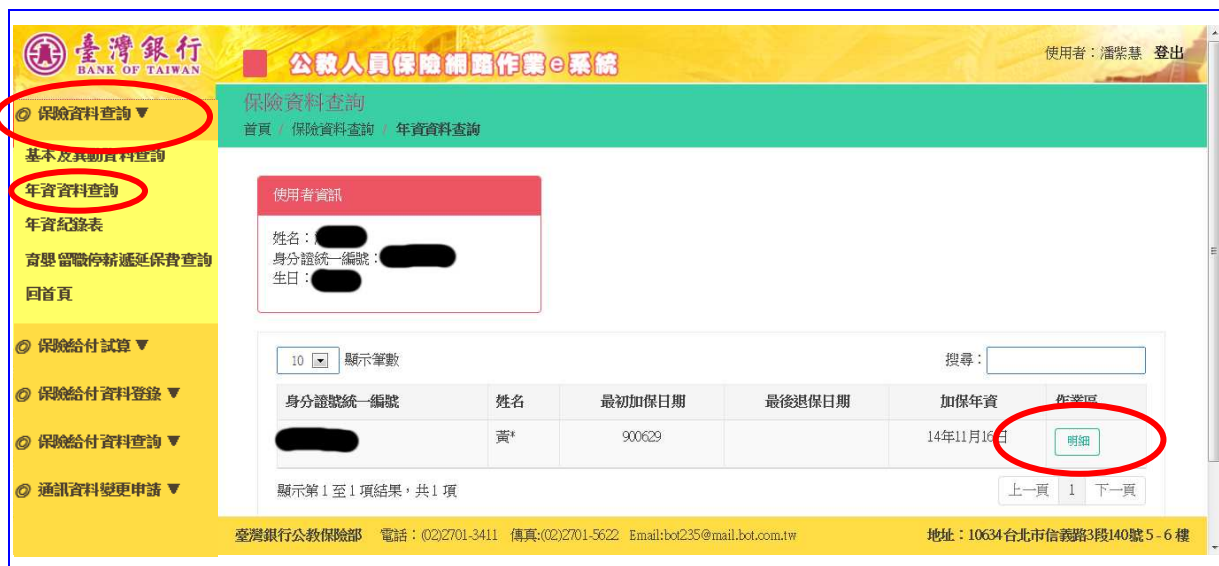 臺灣銀行
BANK OF TAIWAN
公教人員保險網路作業e系統
使用者：潘紫慧 登出
保險資料查詢 ▼
基本及異動資料查詢
年資資料查詢
年資紀錄表
育嬰留職停薪遞延保費查詢
回首頁
保險給付試算 ▼
保險給付資料登錄 ▼
保險給付資料查詢 ▼
通訊資料變更申請 ▼
保險資料查詢
首頁 / 保險資料查詢 / 年資資料查詢
使用者資訊
姓名：
身分證統一編號：
生日：
10 顯示筆數
搜尋：
身分證號統一編號 姓名 最初加保日期 最後退保日期 加保年資 作業區
黃* 900629 14年11月16日 明細
顯示第 1 至 1 項結果，共 1 項
上一頁 1 下一頁
臺灣銀行公教保險部 電話：(02)2701-3411 傳真:(02)2701-5622 Email:bot235@mail.bot.com.tw 地址：10634台北市信義路3段140號 5 - 6 樓